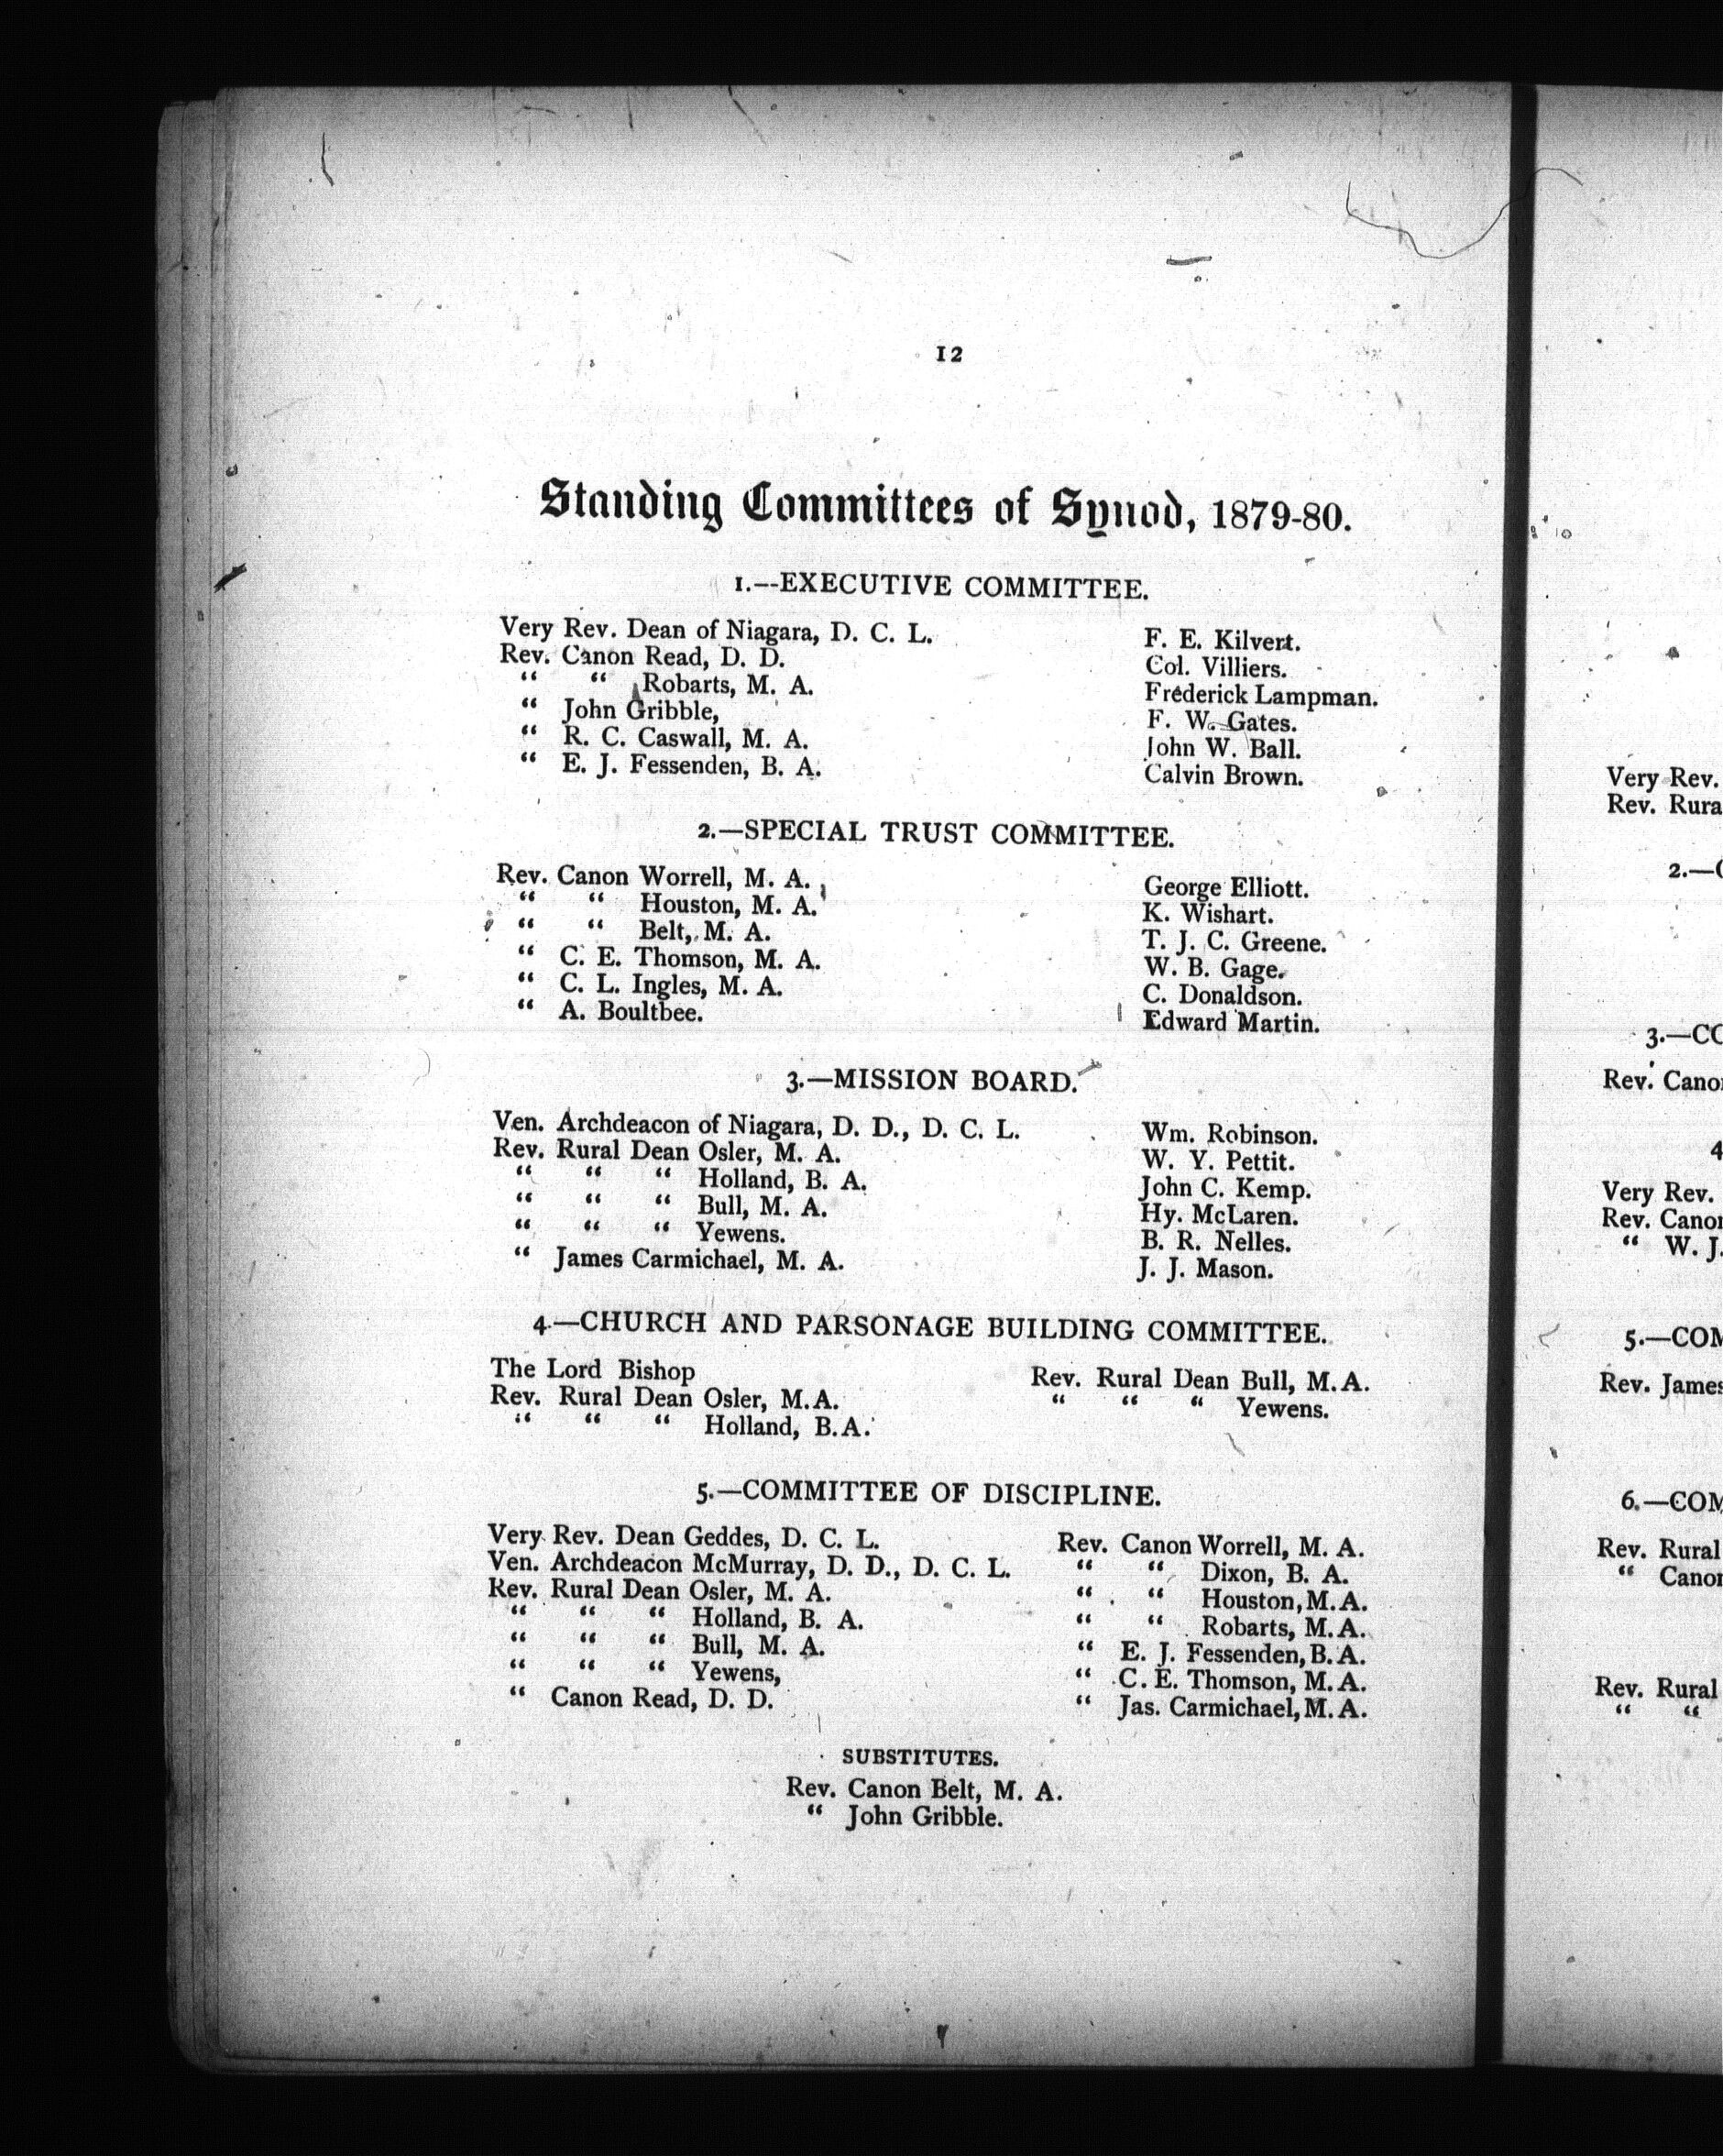 12
Standing Committees of Synod, 1879-80.
1.--EXECUTIVE COMMITTEE.
Very Rev. Dean of Niagara, D. C. L.
Rev. Canon Read, D. D.
“ “ Robarts, M. A.
“ John Gribble,
“ R. C. Caswall, M. A.
“ E. J. Fessenden, B. A.
F. E. Kilvert.
Col. Villiers.
Frederick Lampman.
F. W. Gates.
John W. Ball.
Calvin Brown.
2.—SPECIAL TRUST COMMITTEE.
Rev. Canon Worrell, M. A.
“ “ Houston, M. A.
“ “ Belt, M. A.
“ C. E. Thomson, M. A.
“ C. L. Ingles, M. A.
“ A. Boultbee.
George Elliott.
K. Wishart.
T. J. C. Greene.
W. B. Gage.
C. Donaldson.
Edward Martin.
3.—MISSION BOARD.
Ven. Archdeacon of Niagara, D. D., D. C. L.
Rev. Rural Dean Osler, M. A.
“ “ “ Holland, B. A.
“ “ “ Bull, M. A.
“ “ “ Yewens.
“ James Carmichael, M. A.
Wm. Robinson.
W. Y. Pettit.
John C. Kemp.
Hy. McLaren.
B. R. Nelles.
J. J. Mason.
4.—CHURCH AND PARSONAGE BUILDING COMMITTEE.
The Lord Bishop
Rev. Rural Dean Osler, M.A.
“ “ “ Holland, B.A.
Rev. Rural Dean Bull, M.A.
“ “ “ Yewens.
5.—COMMITTEE OF DISCIPLINE.
Very Rev. Dean Geddes, D. C. L.
Ven. Archdeacon McMurray, D. D., D. C. L.
Rev. Rural Dean Osler, M. A.
“ “ “ Holland, B. A.
“ “ “ Bull, M. A.
“ “ “ Yewens,
“ Canon Read, D. D.
Rev. Canon Worrell, M. A.
“ “ Dixon, B. A.
“ “ Houston, M. A.
“ “ Robarts, M. A.
“ E. J. Fessenden, B. A.
“ C. E. Thomson, M. A.
“ Jas. Carmichael, M. A.
SUBSTITUTES.
Rev. Canon Belt, M. A.
“ John Gribble.
Very Rev.
Rev. Rura
2.—
3.—CO
Rev. Cano
4
Very Rev.
Rev. Canon
“ W. J.
5.—COM
Rev. James
6.—COM
Rev. Rural
“ Canon
Rev. Rural
“ “